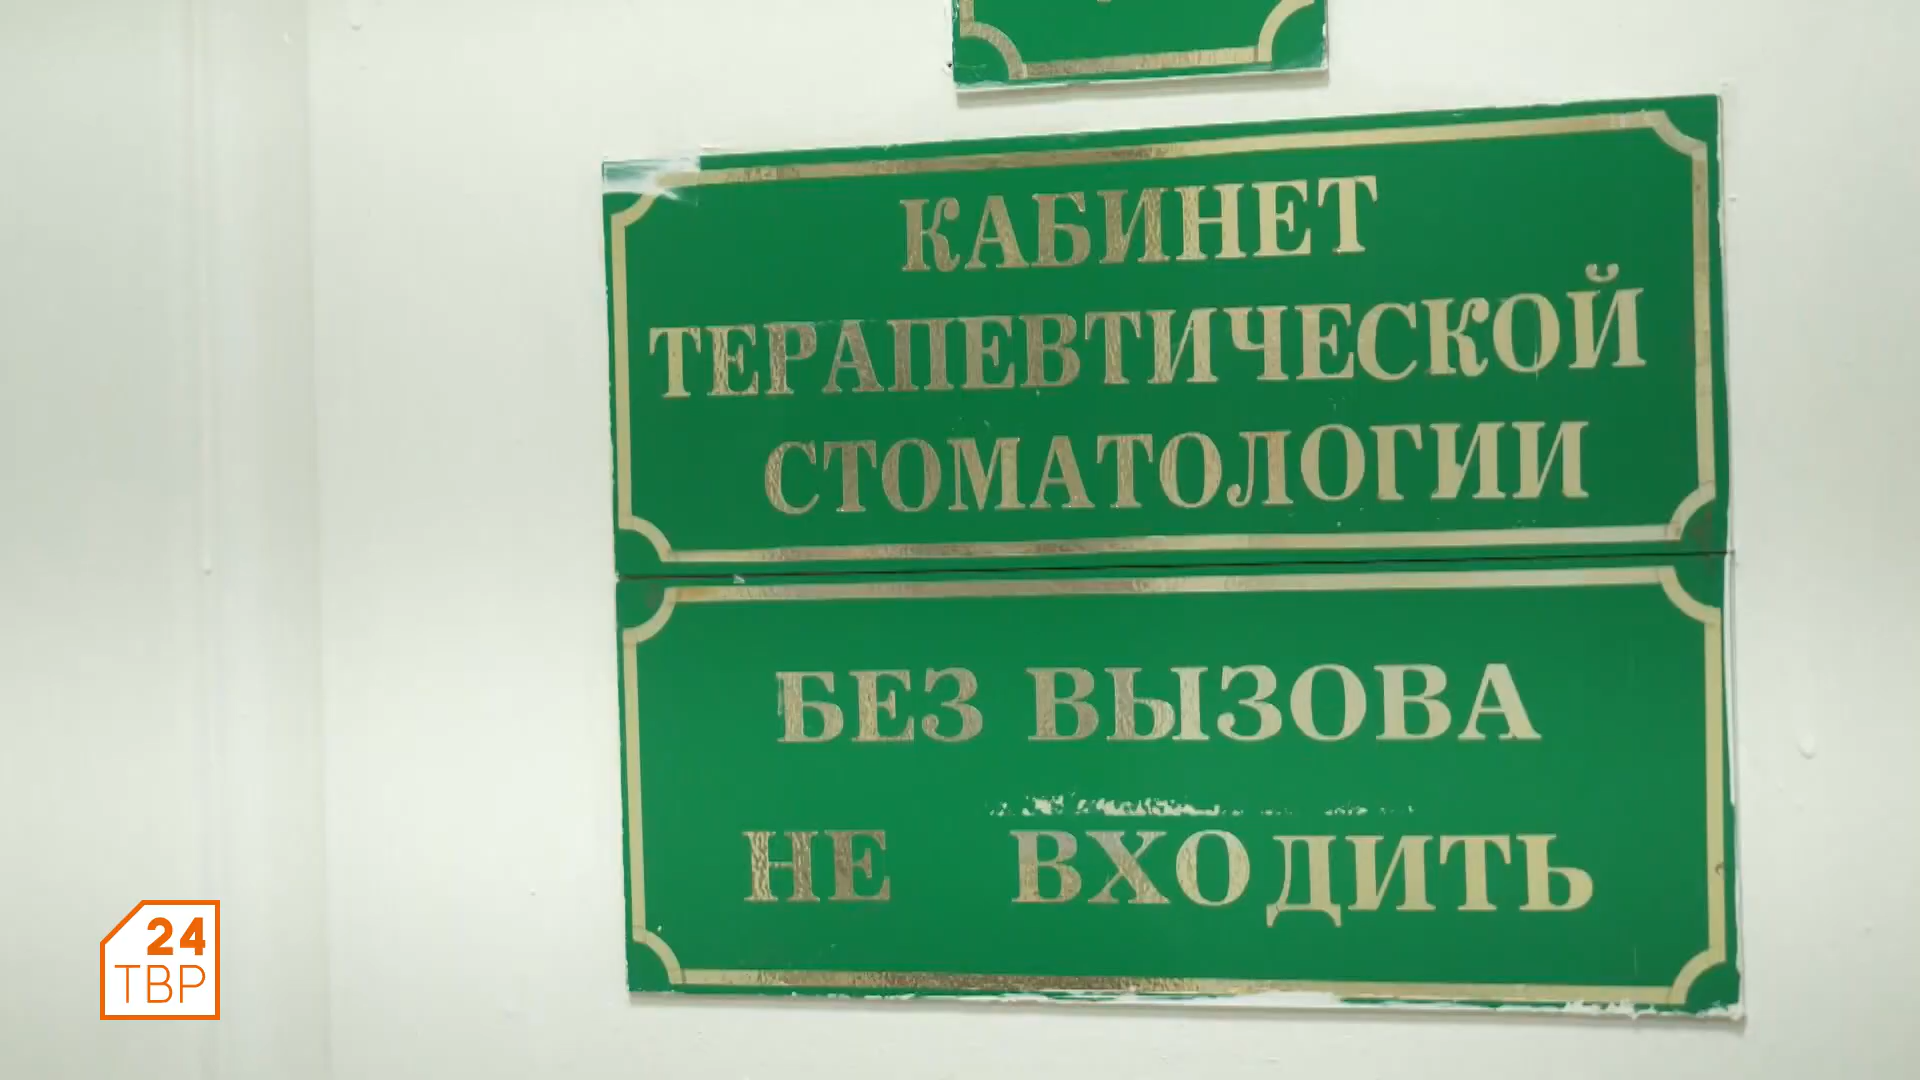 КАБИНЕТ
ТЕРАПЕВТИЧЕСКОЙ
СТОМАТОЛОГИИ
БЕЗ ВЫЗОВА
НЕ ВХОДИТЬ
24
ТВР